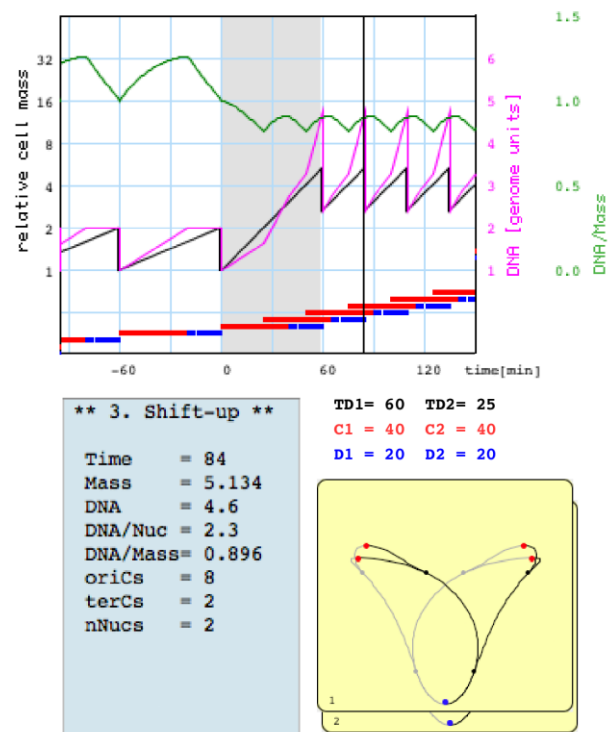 1.5
32
16
8
4
2
1
relative cell mass
6
5
4
3
2
1
DNA [genome units]
1.0
0.5
0.0
DNA/Mass
-60
0
60
120
time[min]
** 3. Shift-up **
Time = 84
Mass = 5.134
DNA = 4.6
DNA/Nuc = 2.3
DNA/Mass= 0.896
oriCs = 8
terCs = 2
nNucs = 2
TD1= 60 TD2= 25
C1 = 40 C2 = 40
D1 = 20 D2 = 20
1
2